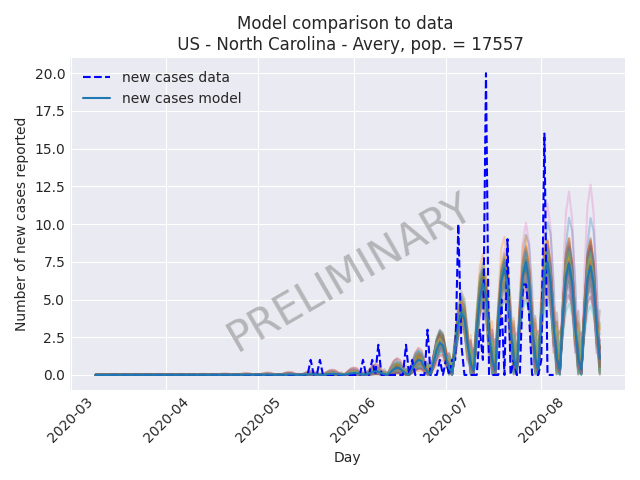 Model comparison to data
US - North Carolina - Avery, pop. = 17557
20.0
17.5
15.0
12.5
10.0
7.5
5.0
2.5
0.0
Number of new cases reported
new cases data
new cases model
PRELIMINARY
2020-03
2020-04
2020-05
2020-06
2020-07
2020-08
Day